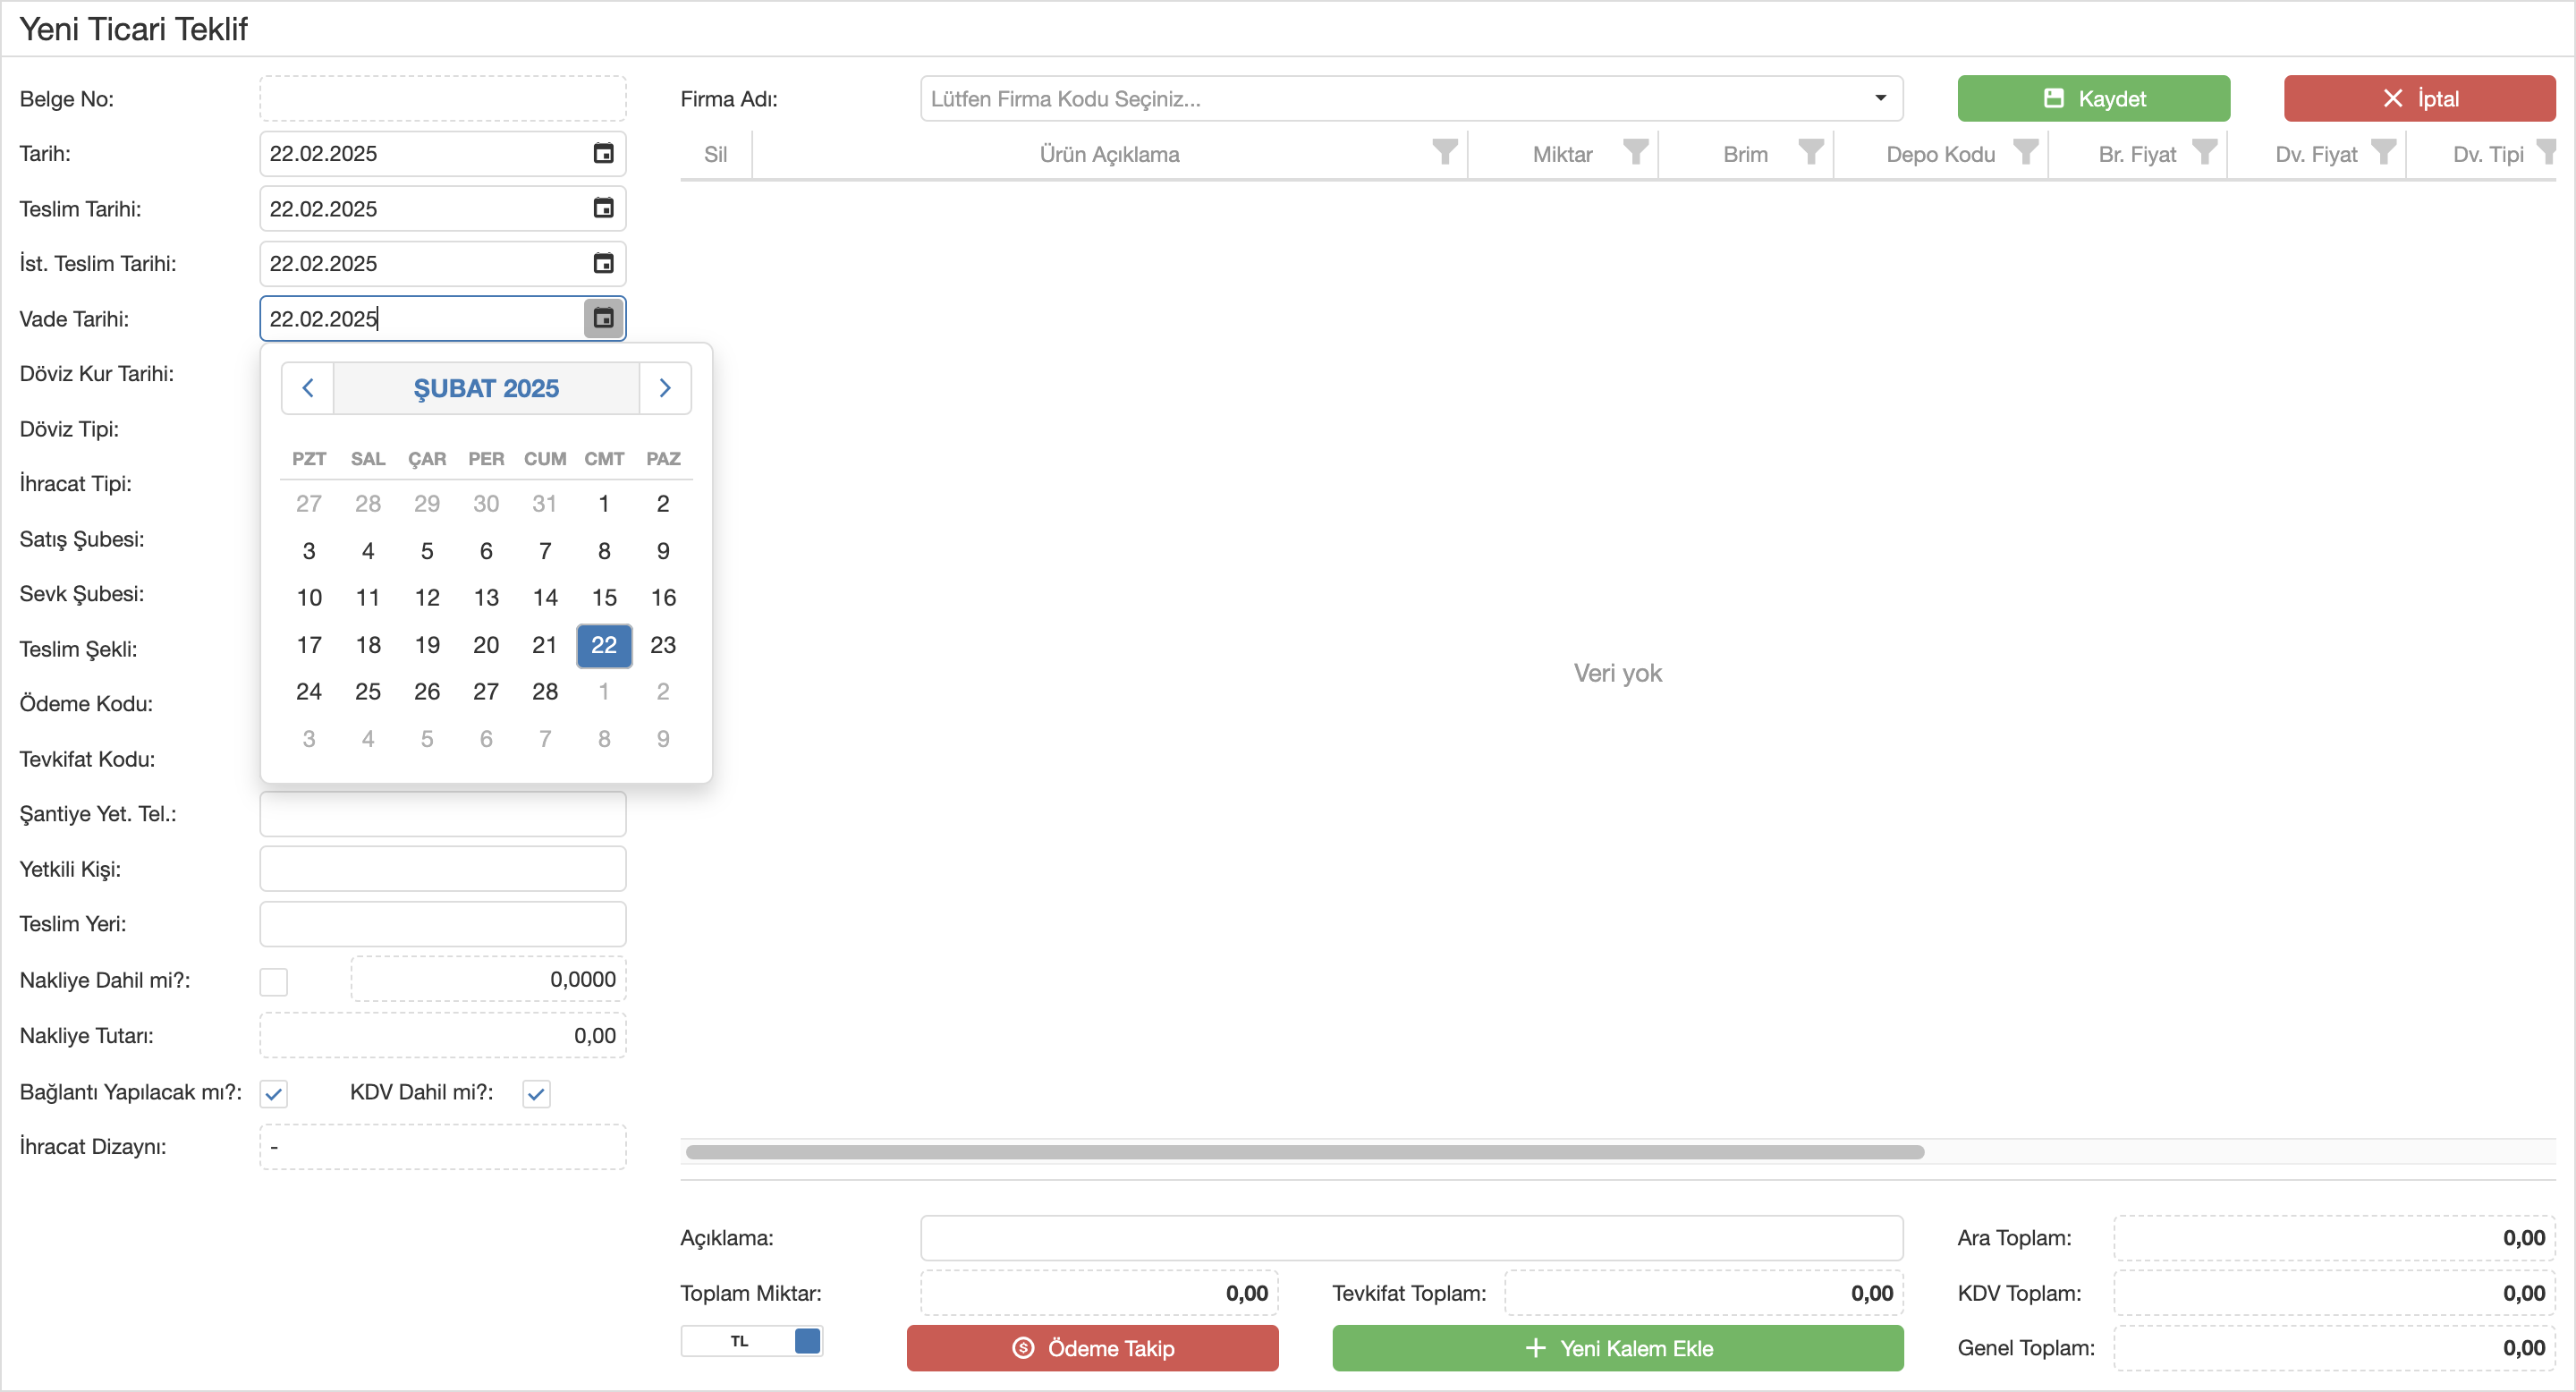 Yeni Ticari Teklif
Belge No:
Firma Adı: Lütfen Firma Kodu Seçiniz...
Kaydet
İptal
Tarih: 22.02.2025
Sil Ürün Açıklama Miktar Brim Depo Kodu Br. Fiyat Dv. Fiyat Dv. Tipi
Teslim Tarihi: 22.02.2025
İst. Teslim Tarihi: 22.02.2025
Vade Tarihi: 22.02.2025
Döviz Kur Tarihi:
Döviz Tipi:
İhracat Tipi:
Satış Şubesi:
Sevk Şubesi:
Teslim Şekli:
Ödeme Kodu:
Tevkifat Kodu:
ŞUBAT 2025
PZT SAL ÇAR PER CUM CMT PAZ
27 28 29 30 31 1 2
3 4 5 6 7 8 9
10 11 12 13 14 15 16
17 18 19 20 21 22 23
24 25 26 27 28 1 2
3 4 5 6 7 8 9
Veri yok
Şantiye Yet. Tel.:
Yetkili Kişi:
Teslim Yeri:
Nakliye Dahil mi?: 0,0000
Nakliye Tutarı: 0,00
Bağlantı Yapılacak mı?: KDV Dahil mi?:
İhracat Dizaynı: -
Açıklama:
Ara Toplam: 0,00
Toplam Miktar: 0,00
Tevkifat Toplam: 0,00
KDV Toplam: 0,00
TL
Ödeme Takip
Yeni Kalem Ekle
Genel Toplam: 0,00